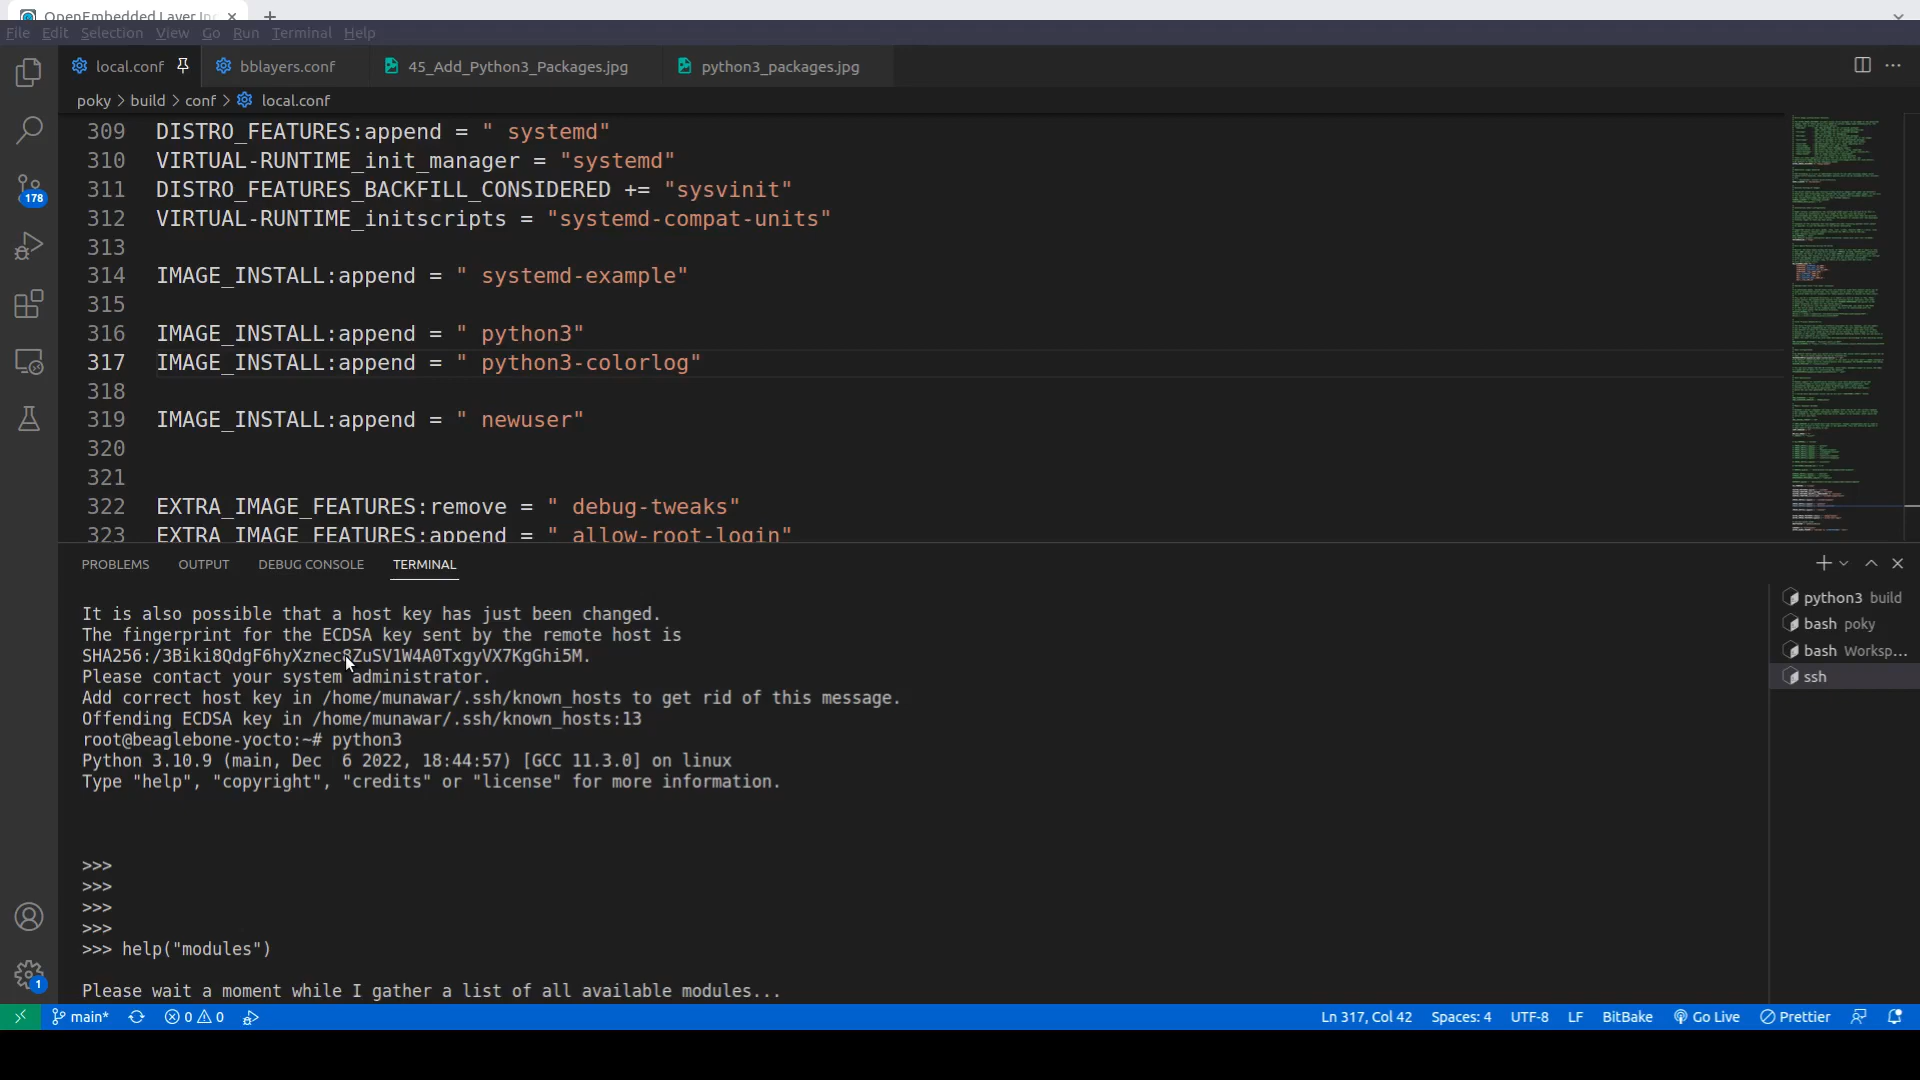 OpenEmbedded Layer Ind
File Edit Selection View Go Run Terminal Help
local.conf bblayers.conf 45_Add_Python3_Packages.jpg python3_packages.jpg
poky > build > conf > local.conf
309 DISTRO_FEATURES:append = " systemd"
310 VIRTUAL-RUNTIME_init_manager = "systemd"
311 DISTRO_FEATURES_BACKFILL_CONSIDERED += "sysvinit"
312 VIRTUAL-RUNTIME_initscripts = "systemd-compat-units"
313
314 IMAGE_INSTALL:append = " systemd-example"
315
316 IMAGE_INSTALL:append = " python3"
317 IMAGE_INSTALL:append = " python3-colorlog"
318
319 IMAGE_INSTALL:append = " newuser"
320
321
322 EXTRA_IMAGE_FEATURES:remove = " debug-tweaks"
323 EXTRA_IMAGE_FEATURES:append = " allow-root-login"
178
1
PROBLEMS OUTPUT DEBUG CONSOLE TERMINAL
It is also possible that a host key has just been changed.
The fingerprint for the ECDSA key sent by the remote host is
SHA256:/3Biki8QdgF6hyXznec8ZuSV1W4A0TxgyVX7KgGhi5M.
Please contact your system administrator.
Add correct host key in /home/munawar/.ssh/known_hosts to get rid of this message.
Offending ECDSA key in /home/munawar/.ssh/known_hosts:13
root@beaglebone-yocto:~# python3
Python 3.10.9 (main, Dec  6 2022, 18:44:57) [GCC 11.3.0] on linux
Type "help", "copyright", "credits" or "license" for more information.
>>>
>>>
>>>
>>>
>>> help("modules")
Please wait a moment while I gather a list of all available modules...
python3 build
bash poky
bash Worksp...
ssh
main* 0 0 Ln 317, Col 42 Spaces: 4 UTF-8 LF BitBake Go Live Prettier